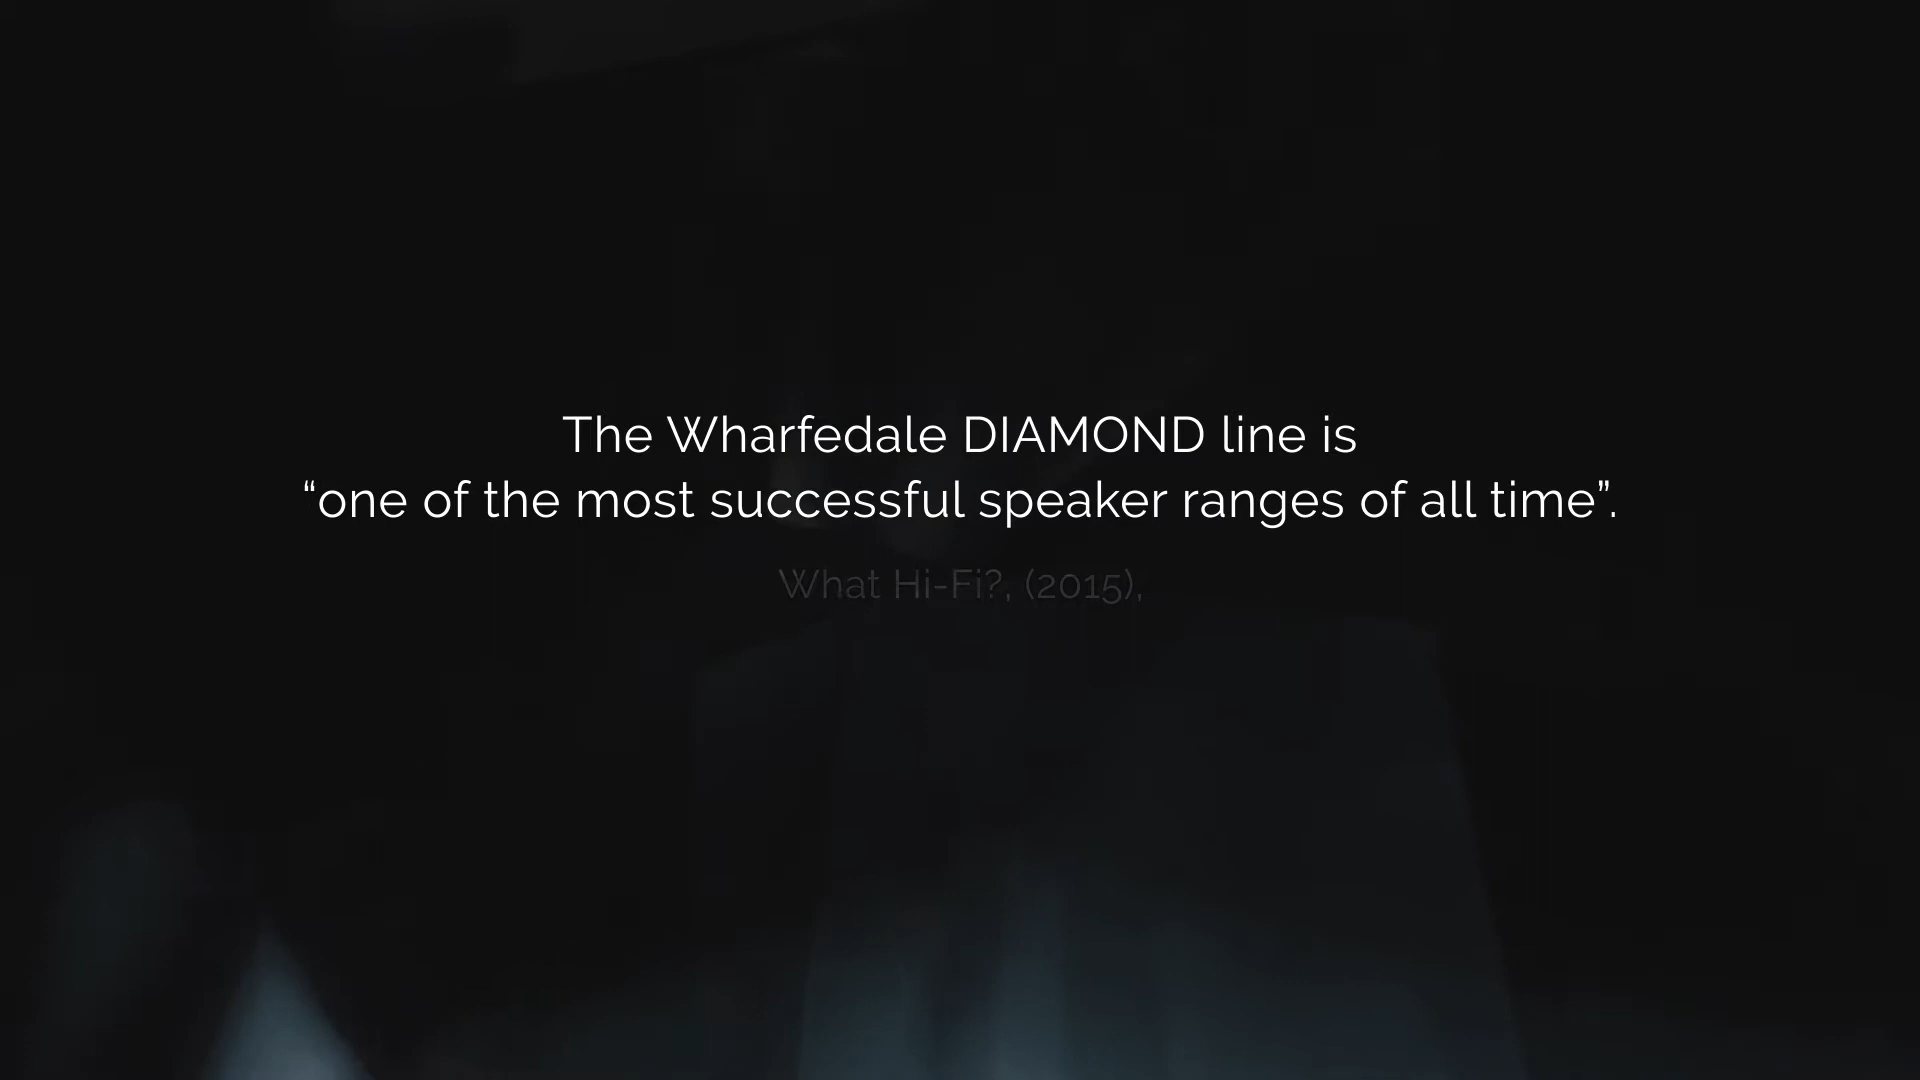 The Wharfedale DIAMOND line is
“one of the most successful speaker ranges of all time”.
What Hi-Fi?, (2015),